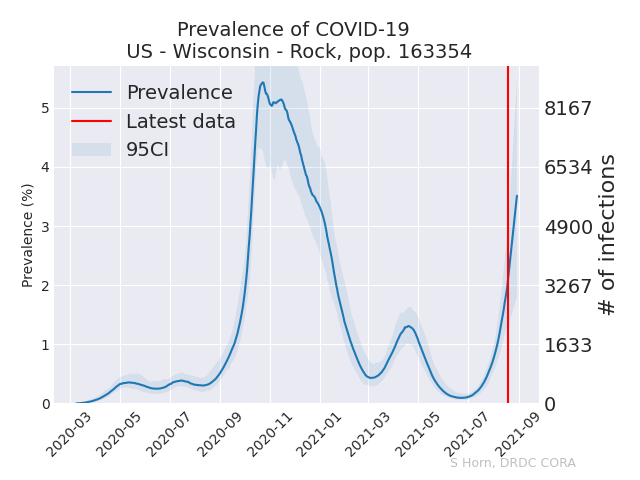 Prevalence of COVID-19
US - Wisconsin - Rock, pop. 163354
Prevalence
Latest data
95CI
Prevalence (%)
5
4
3
2
1
0
8167
6534
4900
3267
1633
0
# of infections
2020-03
2020-05
2020-07
2020-09
2020-11
2021-01
2021-03
2021-05
2021-07
2021-09
S Horn, DRDC CORA